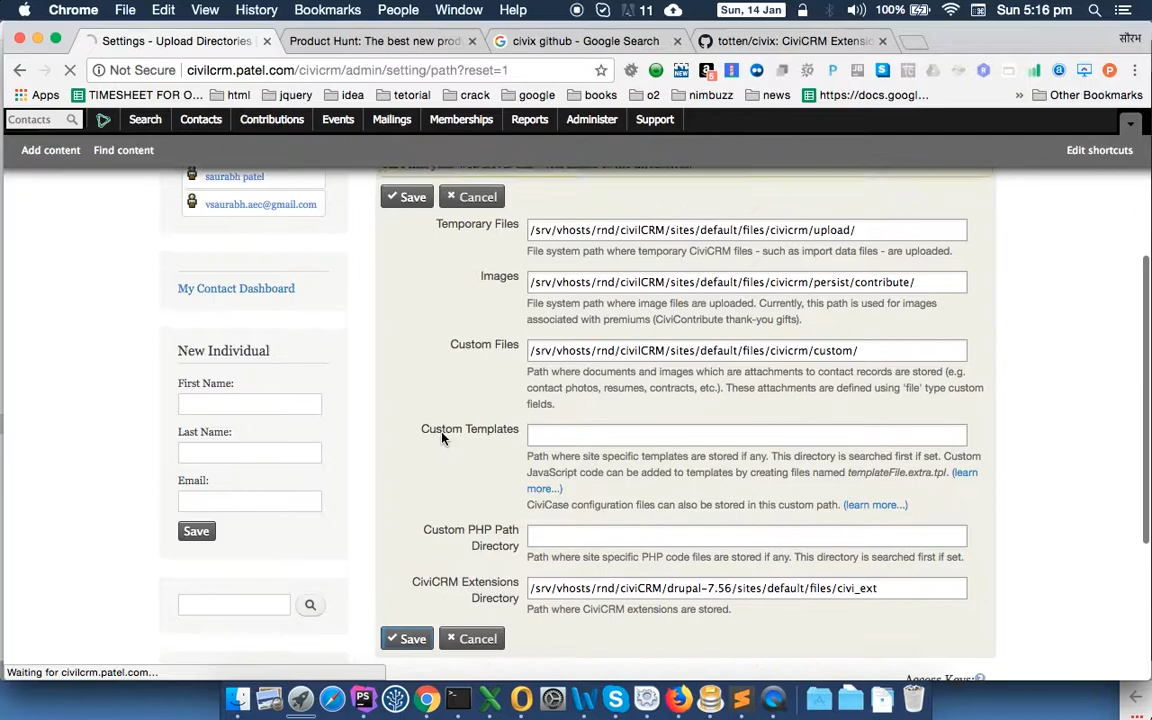 Chrome File Edit View History Bookmarks People Window Help 11 Sun, 14 Jan 100% Sun 5:16 pm
Settings - Upload Directories Product Hunt: The best new prod civix github - Google Search totten/civix: CiviCRM Extensio सौरभ
Not Secure civilcrm.patel.com/civicrm/admin/setting/path?reset=1
Apps TIMESHEET FOR O... html jquery idea tetorial crack google books o2 nimbuzz news https://docs.googl... » Other Bookmarks
Contacts Search Contacts Contributions Events Mailings Memberships Reports Administer Support
Add content Find content Edit shortcuts
saurabh patel
vsaurabh.aec@gmail.com
My Contact Dashboard
New Individual
First Name:
Last Name:
Email:
Save
Save Cancel
Temporary Files /srv/vhosts/rnd/civilCRM/sites/default/files/civicrm/upload/
File system path where temporary CiviCRM files - such as import data files - are uploaded.
Images /srv/vhosts/rnd/civilCRM/sites/default/files/civicrm/persist/contribute/
File system path where image files are uploaded. Currently, this path is used for images
associated with premiums (CiviContribute thank-you gifts).
Custom Files /srv/vhosts/rnd/civilCRM/sites/default/files/civicrm/custom/
Path where documents and images which are attachments to contact records are stored (e.g.
contact photos, resumes, contracts, etc.). These attachments are defined using 'file' type custom
fields.
Custom Templates
Path where site specific templates are stored if any. This directory is searched first if set. Custom
JavaScript code can be added to templates by creating files named templateFile.extra.tpl. (learn
more...)
CiviCase configuration files can also be stored in this custom path. (learn more...)
Custom PHP Path
Directory
Path where site specific PHP code files are stored if any. This directory is searched first if set.
CiviCRM Extensions
Directory
/srv/vhosts/rnd/civiCRM/drupal-7.56/sites/default/files/civi_ext
Path where CiviCRM extensions are stored.
Save Cancel
Access Keys:
Waiting for civilcrm.patel.com...